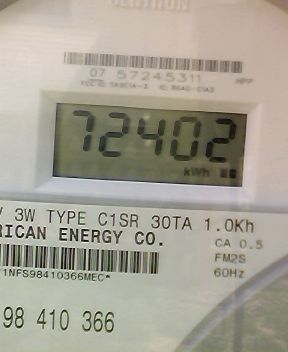 CENTRON
07 57245311
72402
kWh
V 3W TYPE C1SR 30TA 1.0Kh
RICAN ENERGY CO.
CA 0.5
FM2S
60Hz
1NFS98410366MEC*
98 410 366